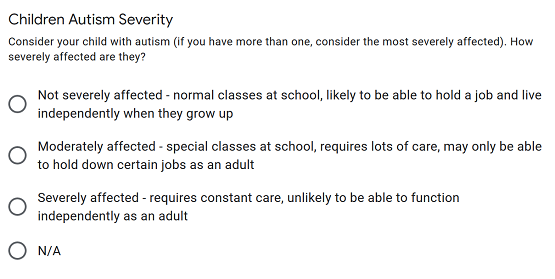 Children Autism Severity
Consider your child with autism (if you have more than one, consider the most severely affected). How
severely affected are they?
Not severely affected - normal classes at school, likely to be able to hold a job and live
independently when they grow up
Moderately affected - special classes at school, requires lots of care, may only be able
to hold down certain jobs as an adult
Severely affected - requires constant care, unlikely to be able to function
independently as an adult
N/A